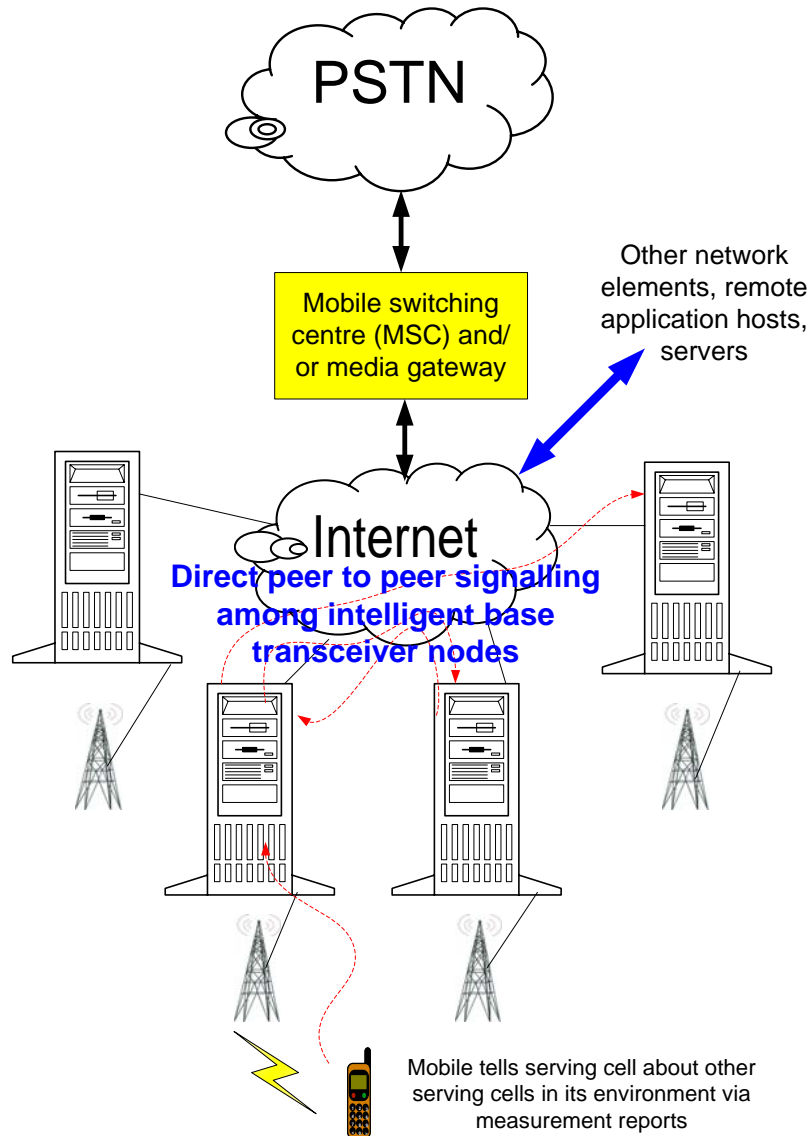 PSTN
Other network
elements, remote
application hosts,
servers
Mobile switching
centre (MSC) and/
or media gateway
Internet
Direct peer to peer signalling
among intelligent base
transceiver nodes
Mobile tells serving cell about other
serving cells in its environment via
measurement reports